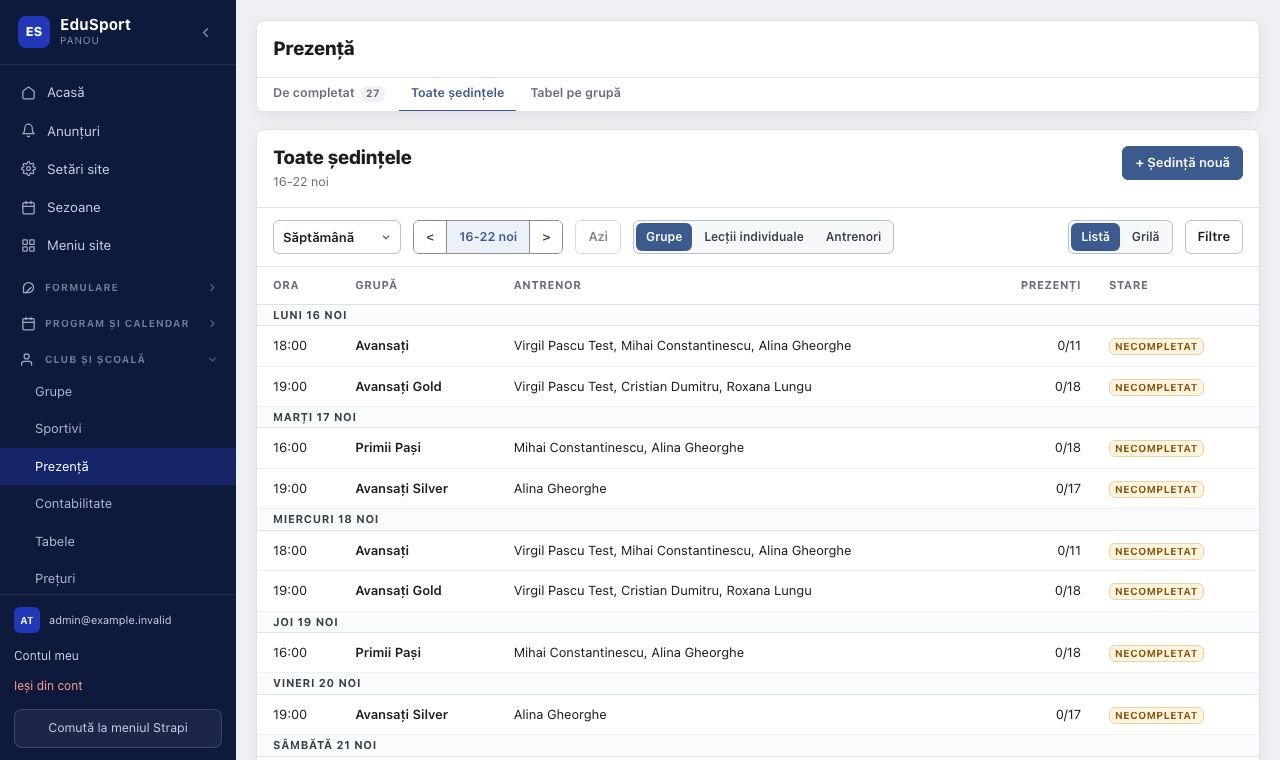 ES
EduSport
PANOU
Acasă
Anunțuri
Setări site
Sezoane
Meniu site
FORMULARE
PROGRAM ȘI CALENDAR
CLUB ȘI ȘCOALĂ
Grupe
Sportivi
Prezență
Contabilitate
Tabele
Prețuri
AT admin@example.invalid
Contul meu
Ieși din cont
Comută la meniul Strapi
Prezență
De completat 27 Toate ședințele Tabel pe grupă
Toate ședințele
16-22 noi
+ Ședință nouă
Săptămână < 16-22 noi > Azi Grupe Lecții individuale Antrenori Listă Grilă Filtre
ORA GRUPĂ ANTRENOR PREZENȚI STARE
LUNI 16 NOI
18:00 Avansați Virgil Pascu Test, Mihai Constantinescu, Alina Gheorghe 0/11 NECOMPLETAT
19:00 Avansați Gold Virgil Pascu Test, Cristian Dumitru, Roxana Lungu 0/18 NECOMPLETAT
MARȚI 17 NOI
16:00 Primii Pași Mihai Constantinescu, Alina Gheorghe 0/18 NECOMPLETAT
19:00 Avansați Silver Alina Gheorghe 0/17 NECOMPLETAT
MIERCURI 18 NOI
18:00 Avansați Virgil Pascu Test, Mihai Constantinescu, Alina Gheorghe 0/11 NECOMPLETAT
19:00 Avansați Gold Virgil Pascu Test, Cristian Dumitru, Roxana Lungu 0/18 NECOMPLETAT
JOI 19 NOI
16:00 Primii Pași Mihai Constantinescu, Alina Gheorghe 0/18 NECOMPLETAT
VINERI 20 NOI
19:00 Avansați Silver Alina Gheorghe 0/17 NECOMPLETAT
SÂMBĂTĂ 21 NOI